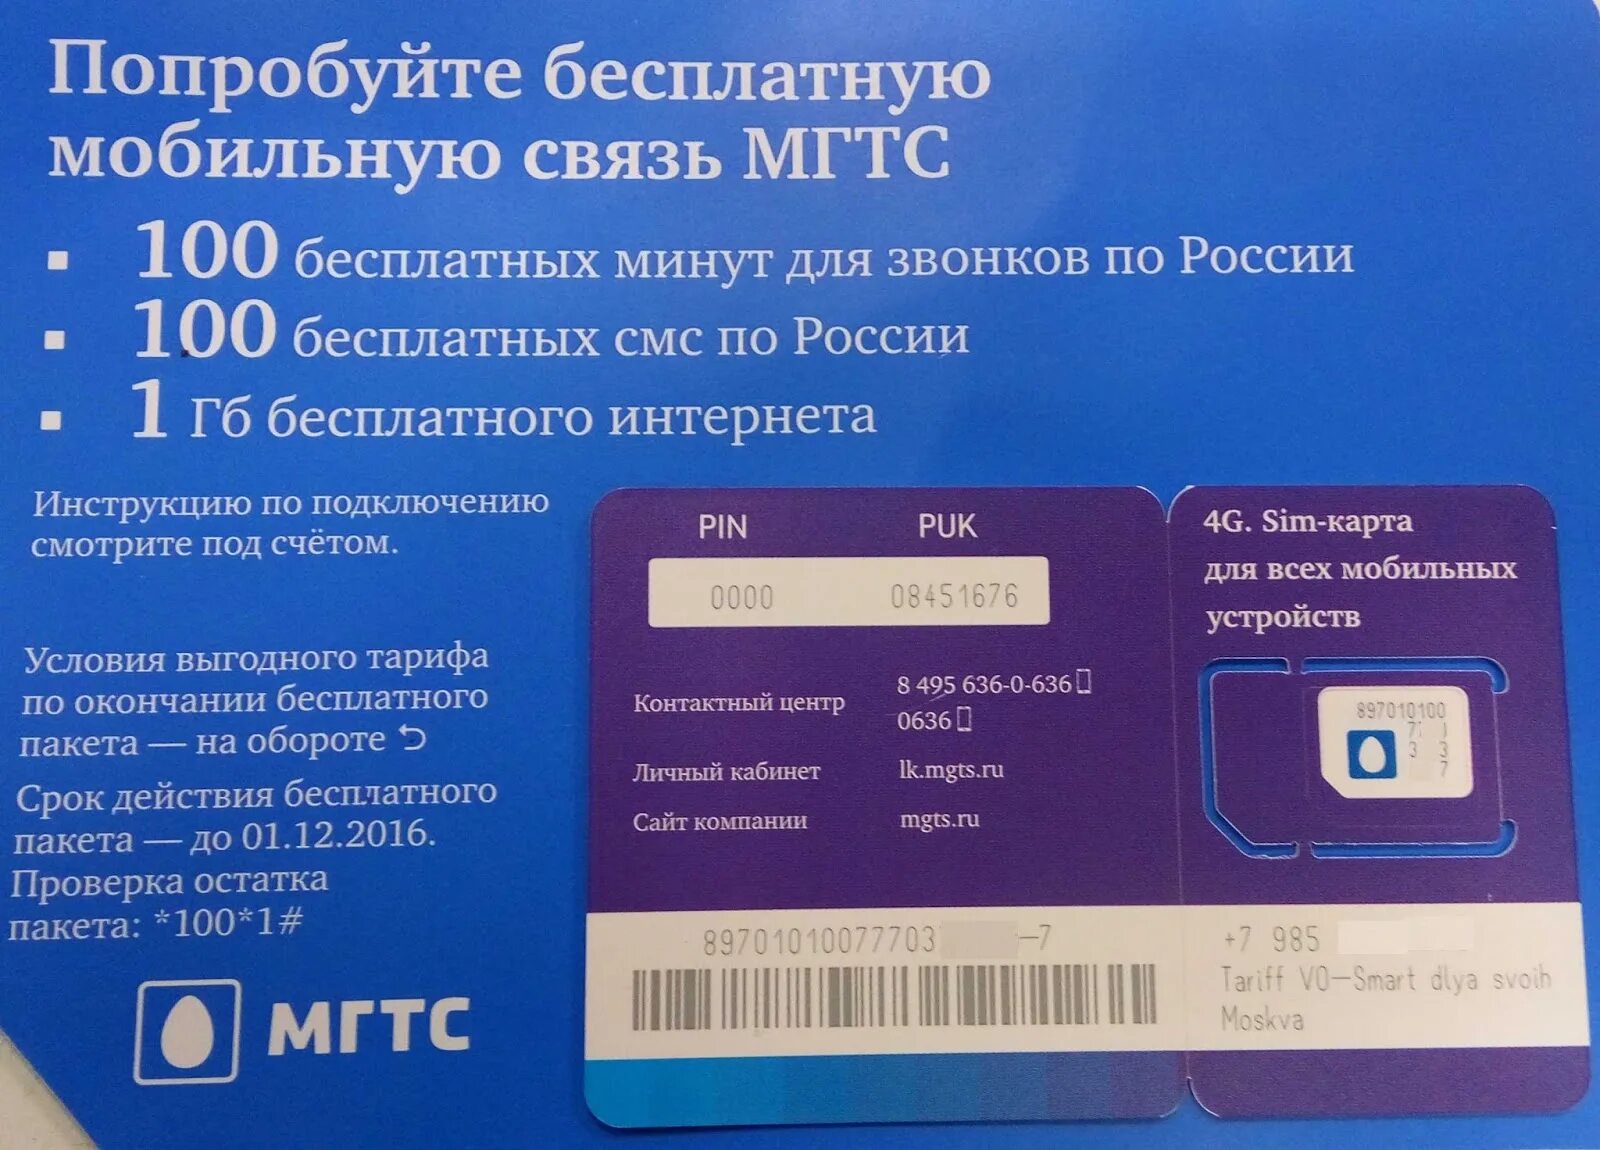 Попробуйте бесплатную
мобильную связь МГТС
▪ 100 бесплатных минут для звонков по России
▪ 100 бесплатных смс по России
▪ 1 Гб бесплатного интернета
Инструкцию по подключению
смотрите под счётом.
Условия выгодного тарифа
по окончании бесплатного
пакета — на обороте
Срок действия бесплатного
пакета — до 01.12.2016.
Проверка остатка
пакета: *100*1#
МГТС
PIN PUK
0000 08451676
Контактный центр 8 495 636-0-636
0636
Личный кабинет lk.mgts.ru
Сайт компании mgts.ru
89701010077703 –7
4G. Sim-карта
для всех мобильных
устройств
897010100
7
3 3
7
+7 985
Tariff VO–Smart dlya svoih
Moskva